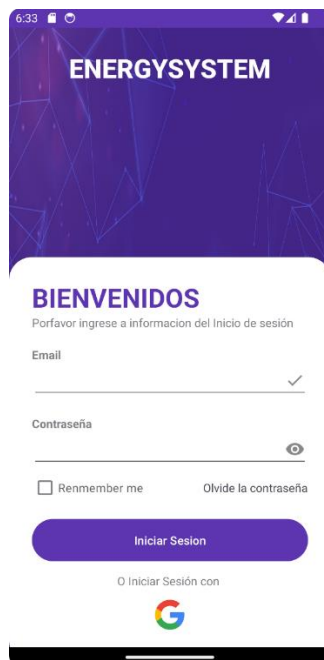 6:33
ENERGYSYSTEM
BIENVENIDOS
Porfavor ingrese a informacion del Inicio de sesión
Email
Contraseña
Renmember me Olvide la contraseña
Iniciar Sesion
O Iniciar Sesión con
G